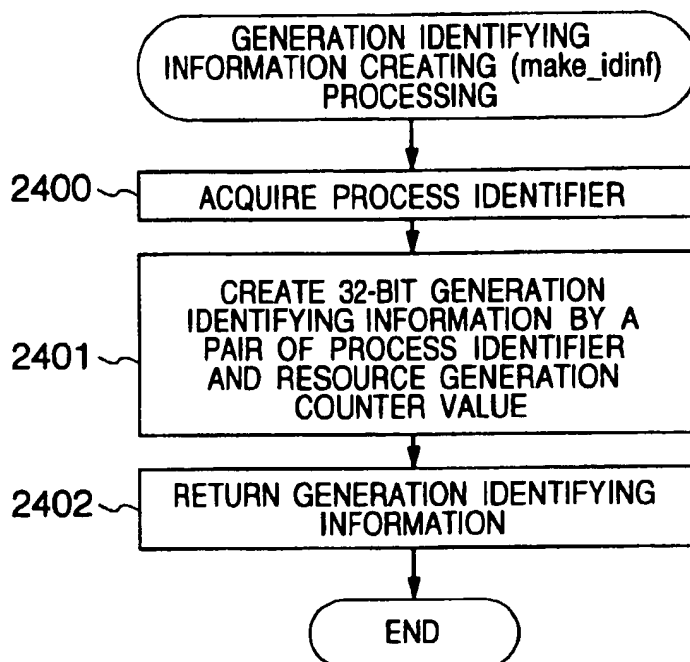 GENERATION IDENTIFYING
INFORMATION CREATING (make_idinf)
PROCESSING
2400
ACQUIRE PROCESS IDENTIFIER
2401
CREATE 32-BIT GENERATION
IDENTIFYING INFORMATION BY A
PAIR OF PROCESS IDENTIFIER
AND RESOURCE GENERATION
COUNTER VALUE
2402
RETURN GENERATION IDENTIFYING
INFORMATION
END